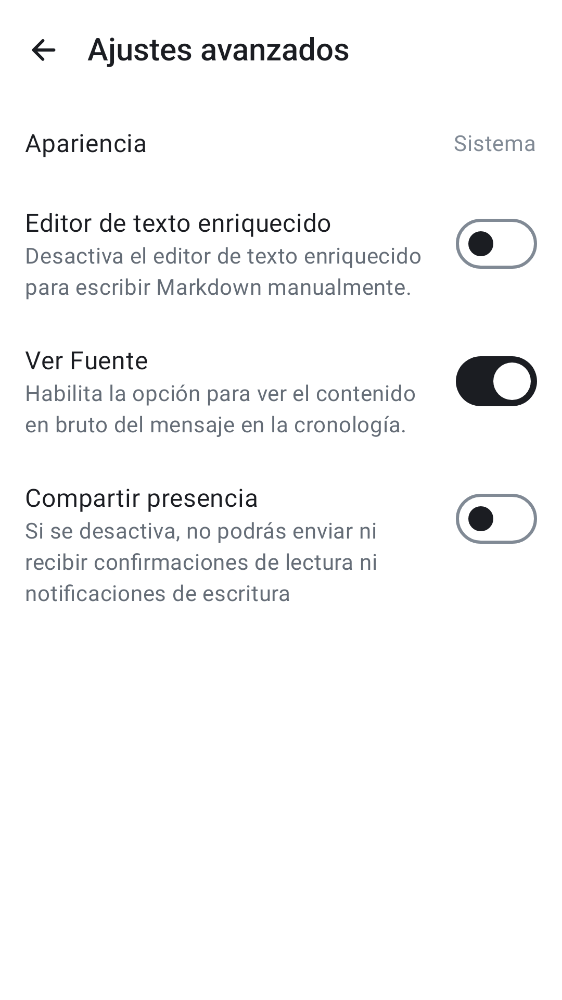 Ajustes avanzados
Apariencia
Sistema
Editor de texto enriquecido
Desactiva el editor de texto enriquecido
para escribir Markdown manualmente.
Ver Fuente
Habilita la opción para ver el contenido
en bruto del mensaje en la cronología.
Compartir presencia
Si se desactiva, no podrás enviar ni
recibir confirmaciones de lectura ni
notificaciones de escritura